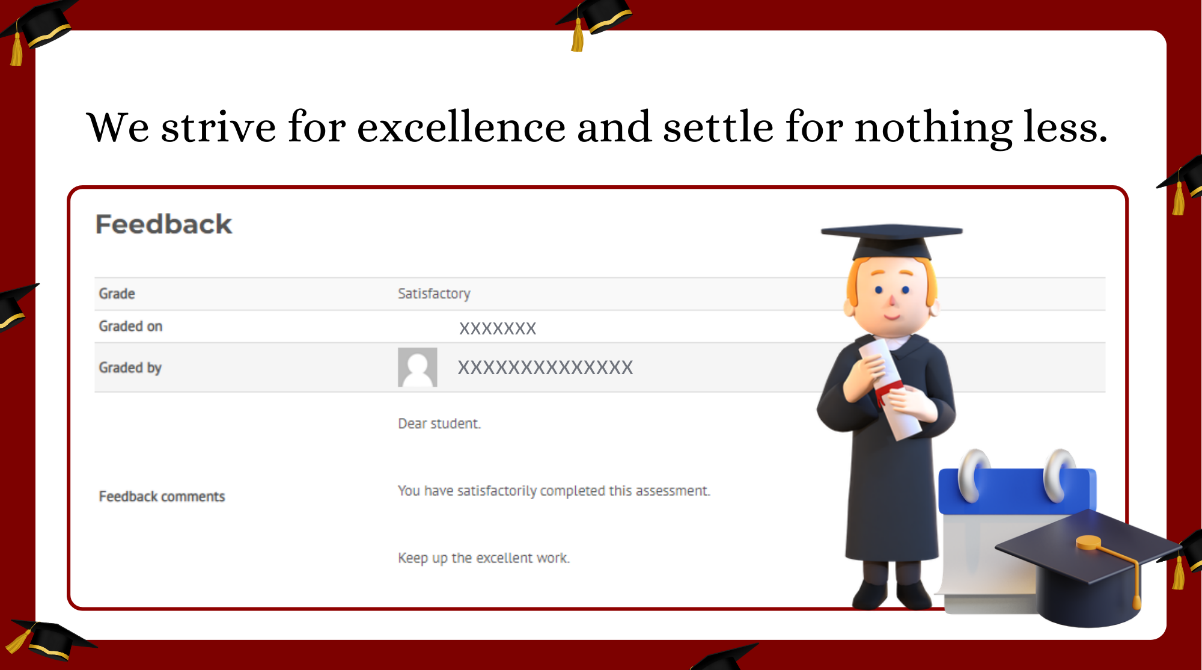 We strive for excellence and settle for nothing less.
Feedback
Grade Satisfactory
Graded on XXXXXXX
Graded by XXXXXXXXXXXXXX
Dear student.
Feedback comments You have satisfactorily completed this assessment.
Keep up the excellent work.